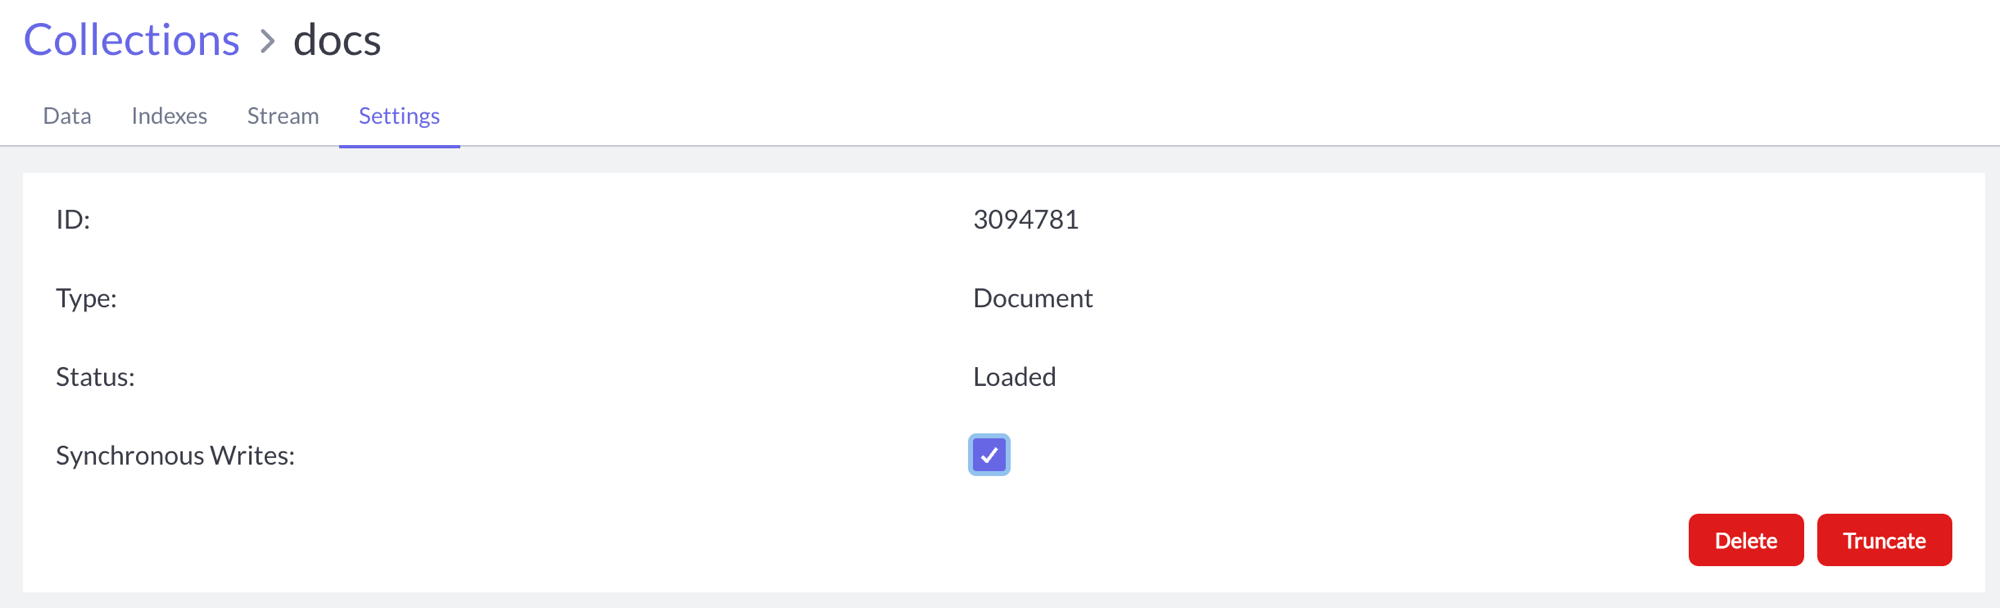 Collections > docs
Data Indexes Stream Settings
ID: 3094781
Type: Document
Status: Loaded
Synchronous Writes:
Delete Truncate